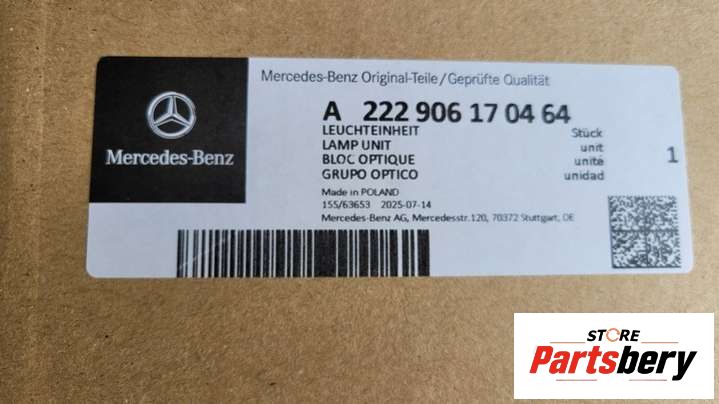 Mercedes-Benz
Mercedes-Benz Original-Teile/Geprüfte Qualität
A 222 906 17 04 64
LEUCHTEINHEIT Stück
LAMP UNIT unit
BLOC OPTIQUE unité 1
GRUPO OPTICO unidad
Made in POLAND
155/63653 2025-07-14
Mercedes-Benz AG, Mercedesstr.120, 70372 Stuttgart, DE
STORE
Partsbery